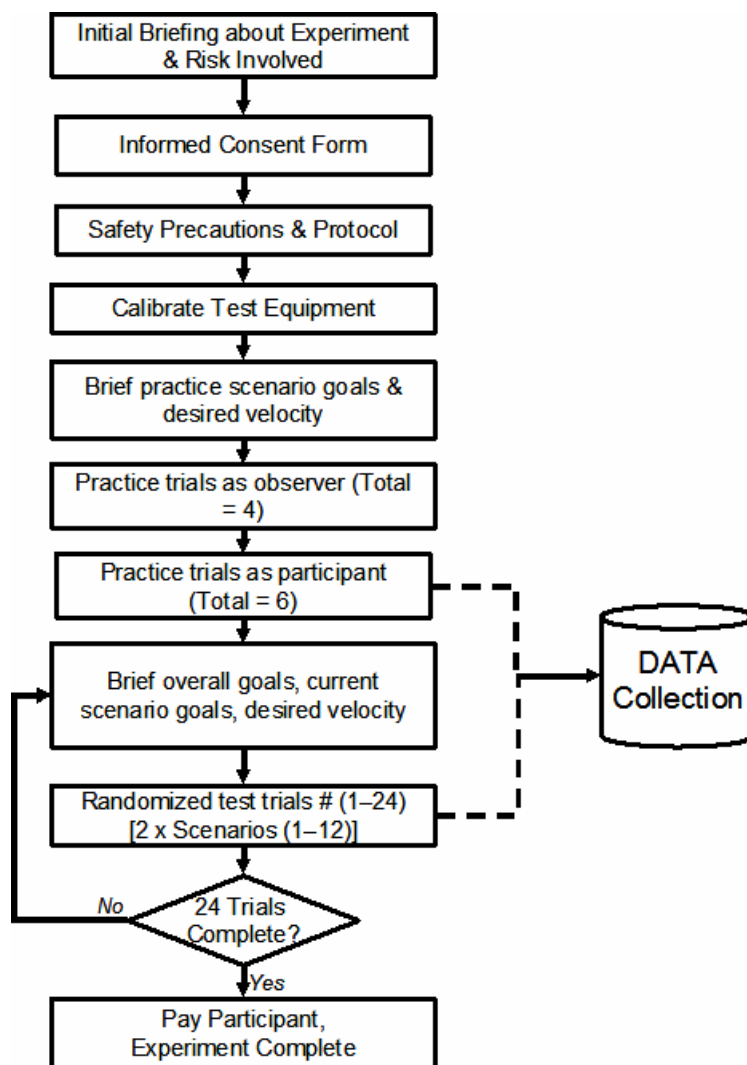 Initial Briefing about Experiment
& Risk Involved
Informed Consent Form
Safety Precautions & Protocol
Calibrate Test Equipment
Brief practice scenario goals &
desired velocity
Practice trials as observer (Total
= 4)
Practice trials as participant
(Total = 6)
Brief overall goals, current
scenario goals, desired velocity
DATA
Collection
Randomized test trials # (1–24)
[2 x Scenarios (1–12)]
No
24 Trials
Complete?
Yes
Pay Participant,
Experiment Complete